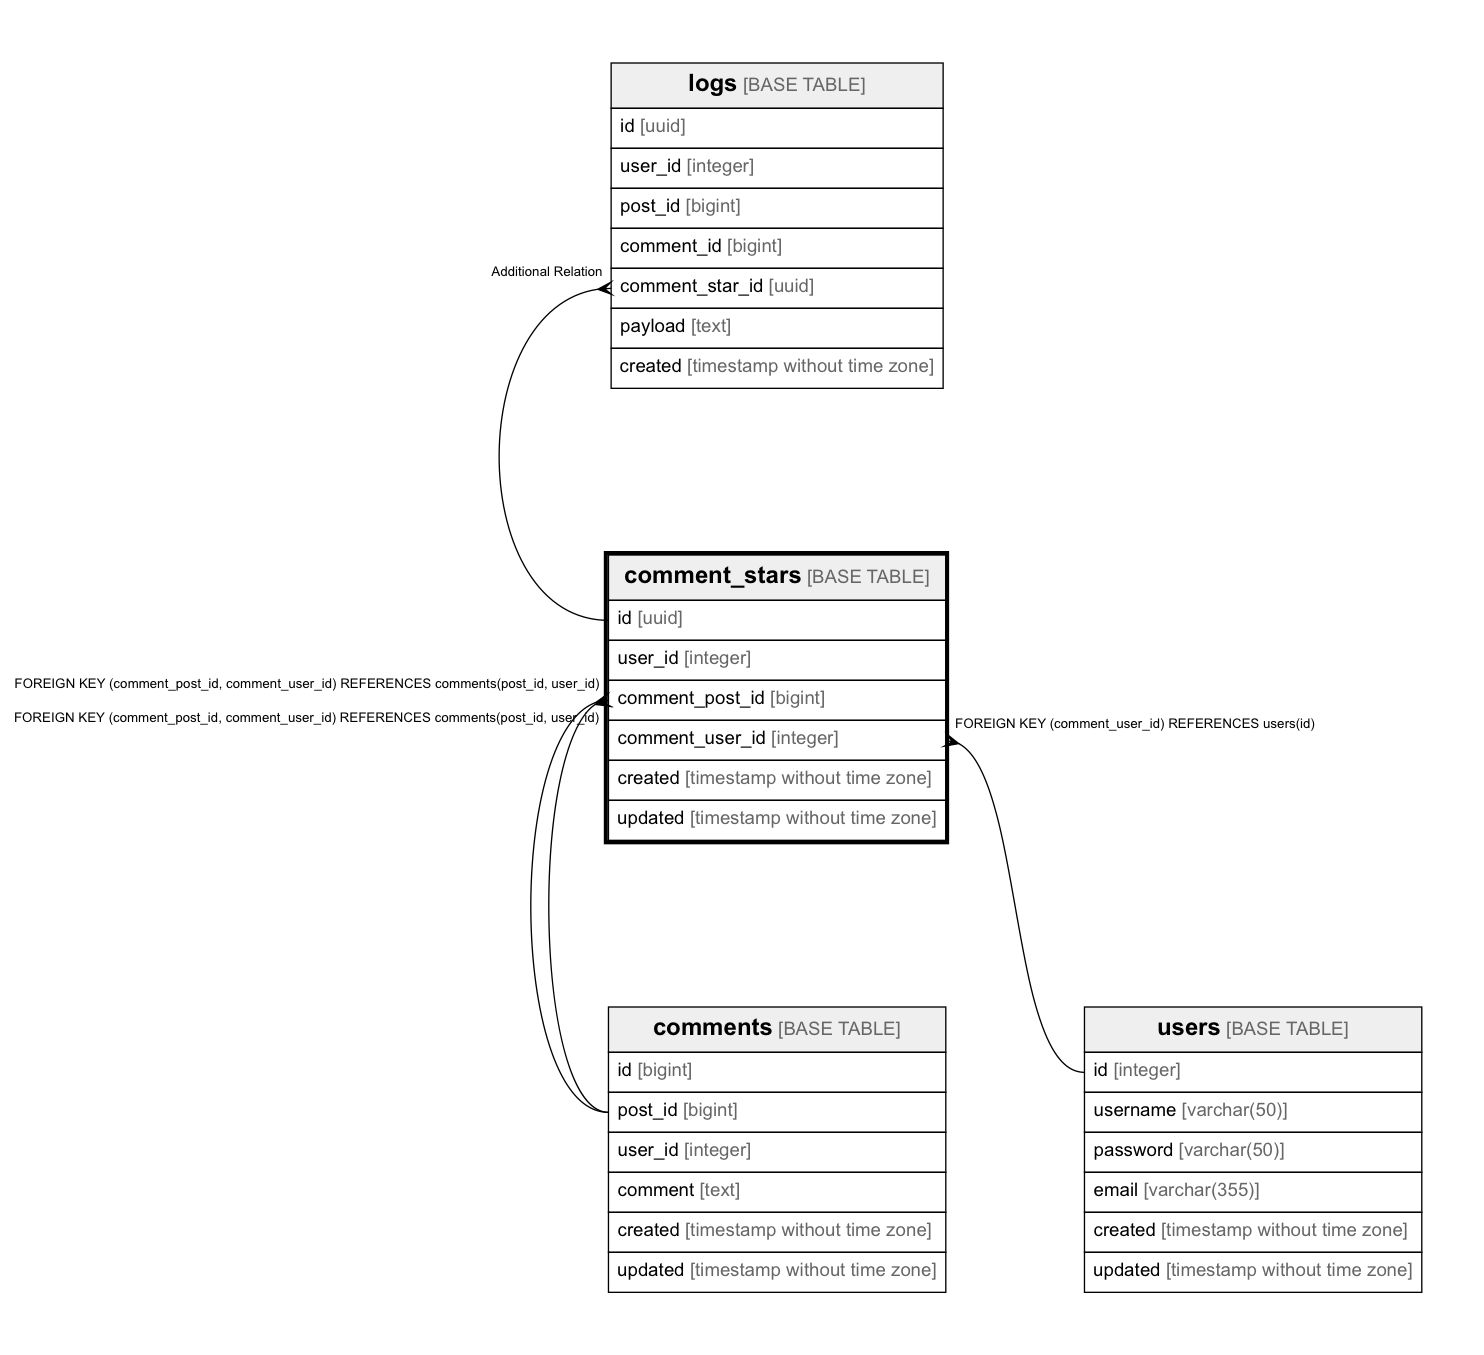 logs [BASE TABLE]
id [uuid]
user_id [integer]
post_id [bigint]
comment_id [bigint]
Additional Relation
comment_star_id [uuid]
payload [text]
created [timestamp without time zone]
comment_stars [BASE TABLE]
id [uuid]
user_id [integer]
FOREIGN KEY (comment_post_id, comment_user_id) REFERENCES comments(post_id, user_id)
comment_post_id [bigint]
FOREIGN KEY (comment_post_id, comment_user_id) REFERENCES comments(post_id, user_id)
FOREIGN KEY (comment_user_id) REFERENCES users(id)
comment_user_id [integer]
created [timestamp without time zone]
updated [timestamp without time zone]
comments [BASE TABLE]
id [bigint]
post_id [bigint]
user_id [integer]
comment [text]
created [timestamp without time zone]
updated [timestamp without time zone]
users [BASE TABLE]
id [integer]
username [varchar(50)]
password [varchar(50)]
email [varchar(355)]
created [timestamp without time zone]
updated [timestamp without time zone]